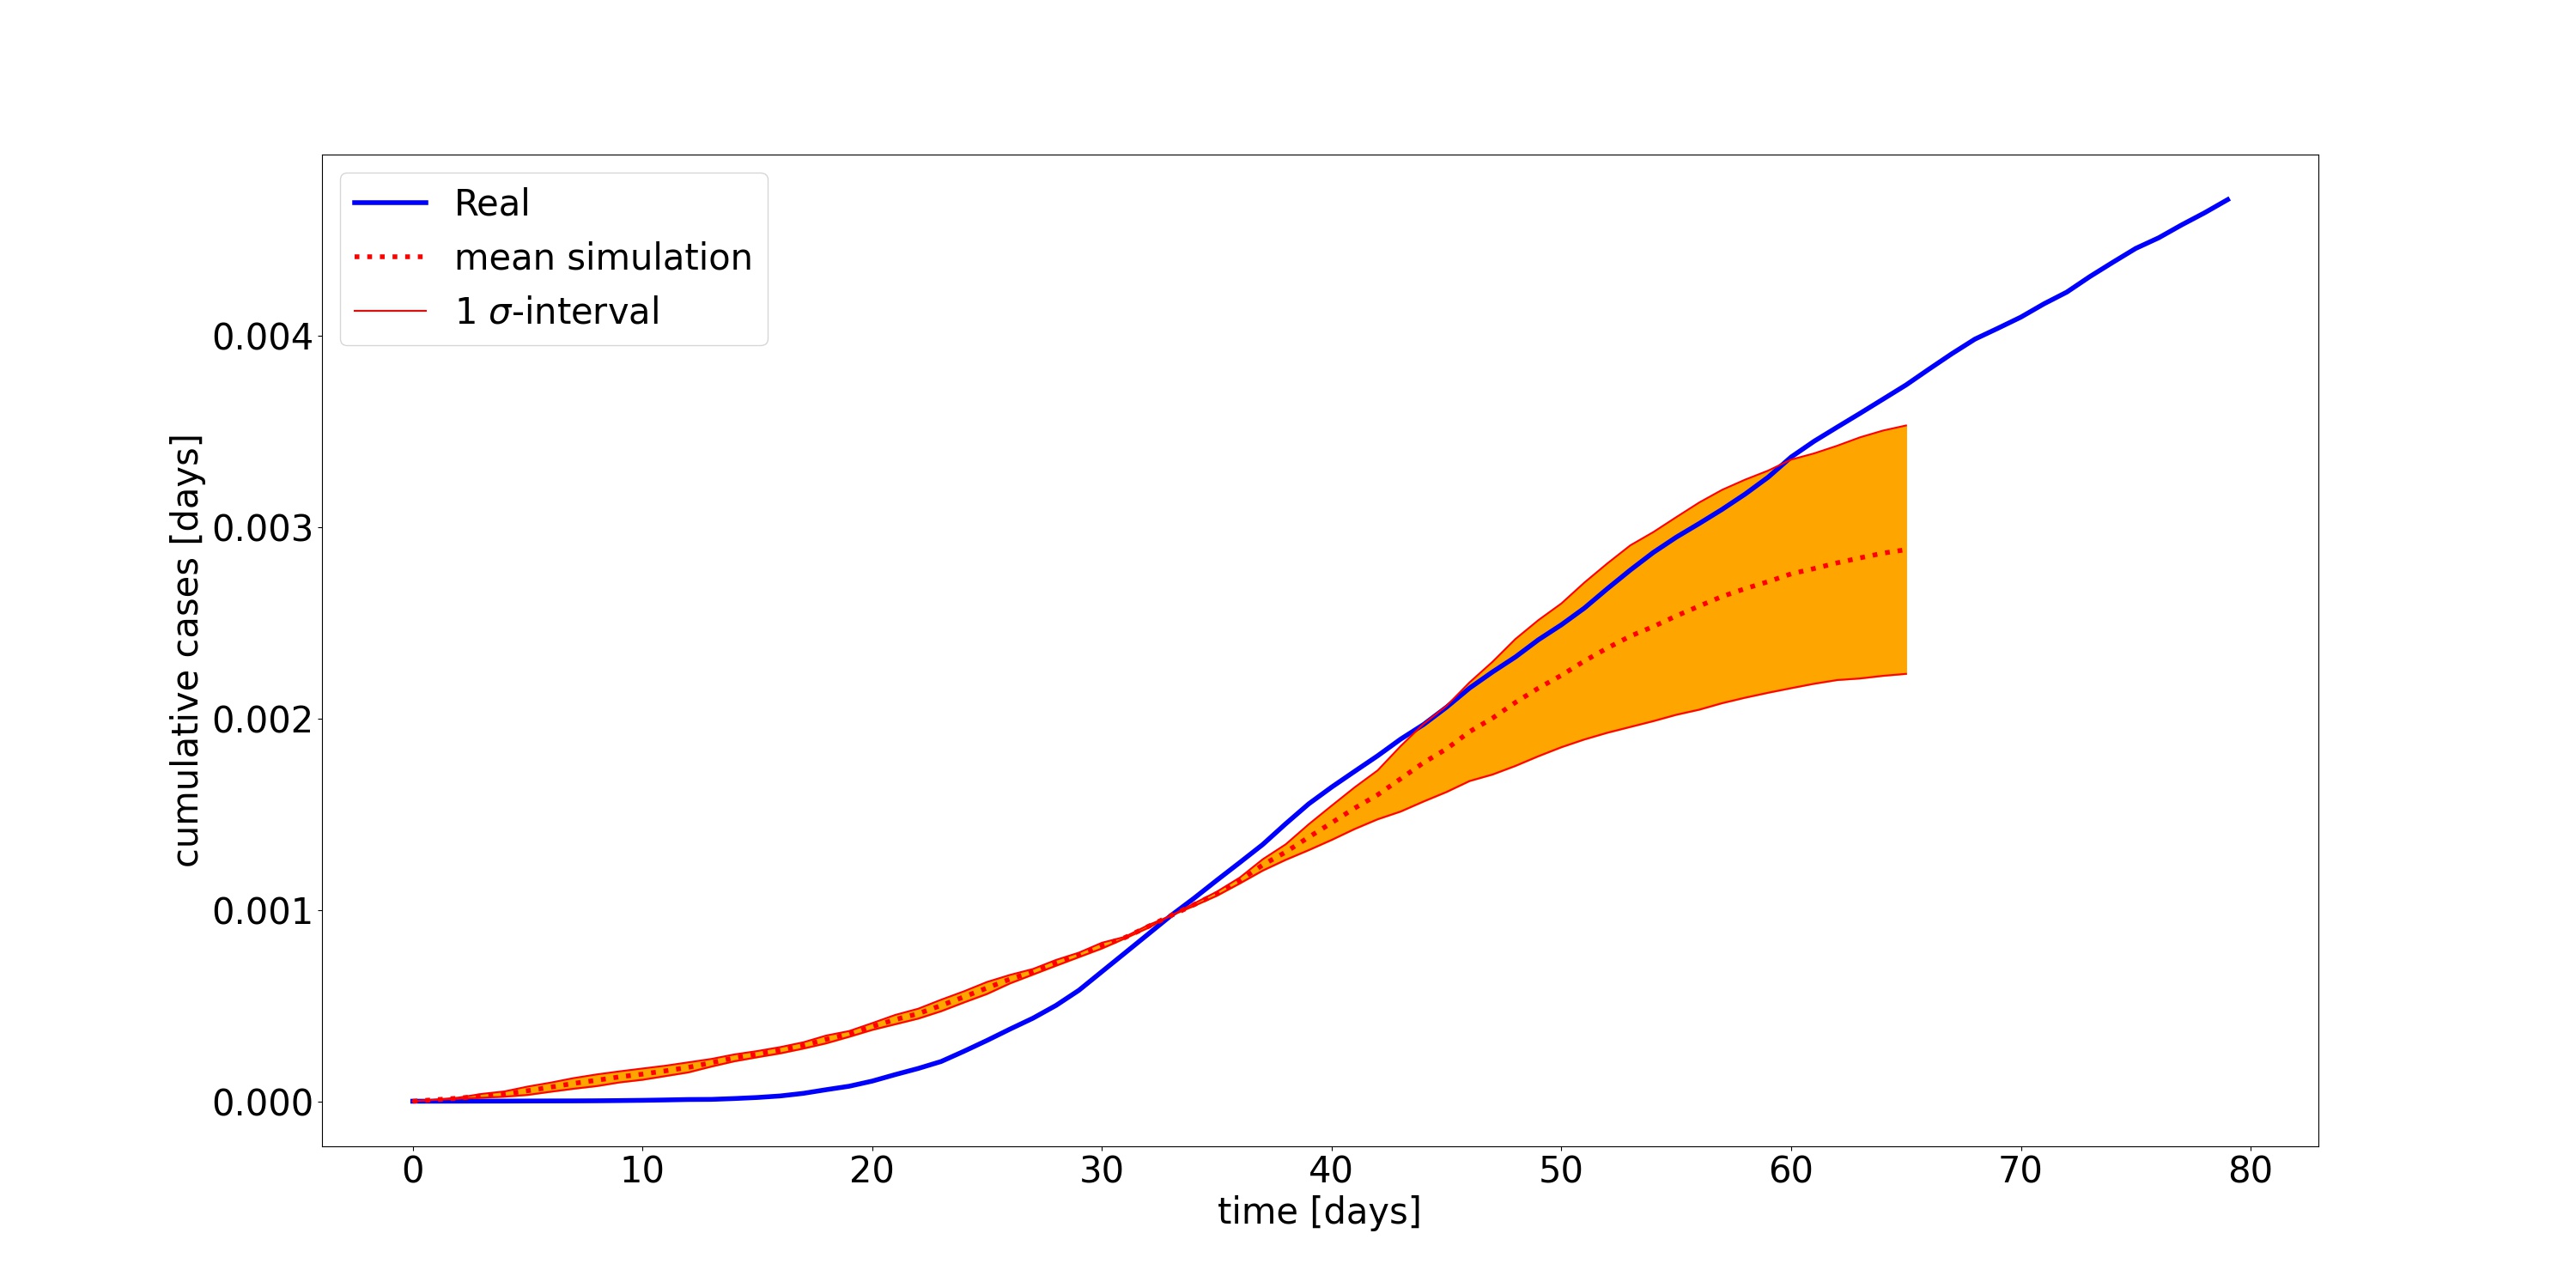 Real
mean simulation
1 σ-interval
cumulative cases [days]
0.004
0.003
0.002
0.001
0.000
0 10 20 30 40 50 60 70 80
time [days]